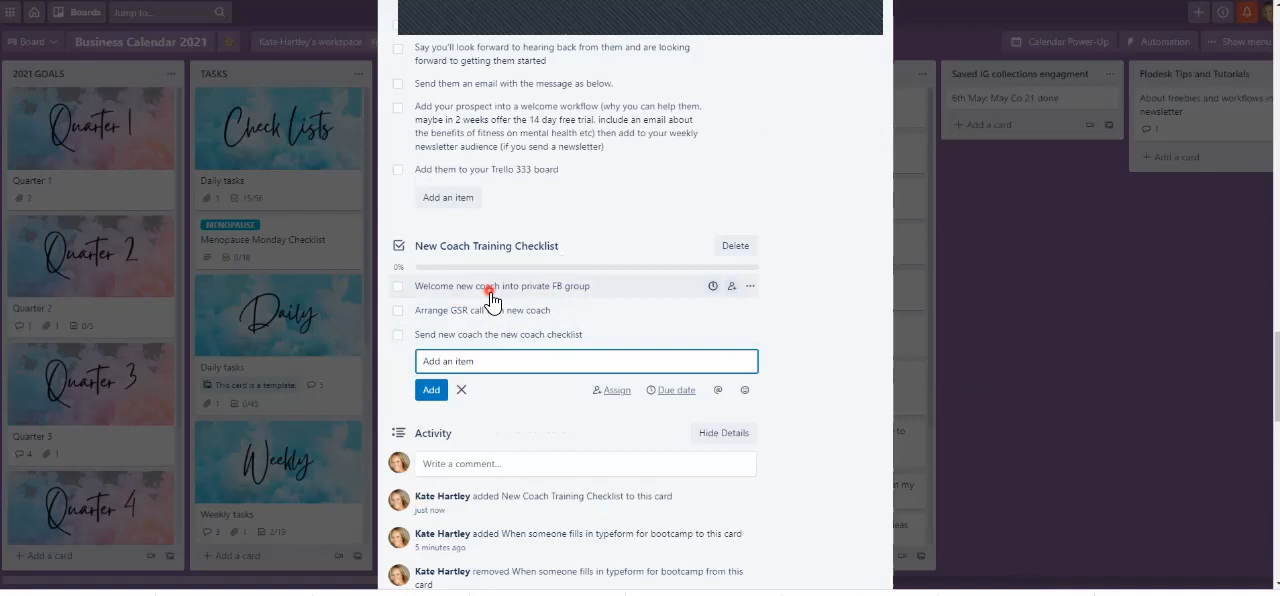 Boards
Jump to...
Board
Business Calendar 2021
Kate Hartley's workspace
Calendar Power-Up
Automation
Show menu
2021 GOALS
Quarter 1
Quarter 1
2
Quarter 2
Quarter 2
1
1
0/5
Quarter 3
Quarter 3
4
1
Quarter 4
+ Add a card
TASKS
Check Lists
Daily tasks
1
15/56
MENOPAUSE
Menopause Monday Checklist
0/18
Daily
Daily tasks
This card is a template.
5
1
0/45
Weekly
Weekly tasks
3
1
2/19
+ Add a card
Say you'll look forward to hearing back from them and are looking
forward to getting them started
Send them an email with the message as below.
Add your prospect into a welcome workflow (why you can help them,
maybe in 2 weeks offer the 14 day free trial, include an email about
the benefits of fitness on mental health etc) then add to your weekly
newsletter audience (if you send a newsletter)
Add them to your Trello 333 board
Add an item
New Coach Training Checklist
Delete
0%
Welcome new coach into private FB group
Arrange GSR call new coach
Send new coach the new coach checklist
Add an item
Add
Assign
Due date
Activity
Hide Details
Write a comment...
Kate Hartley added New Coach Training Checklist to this card
just now
Kate Hartley added When someone fills in typeform for bootcamp to this card
5 minutes ago
Kate Hartley removed When someone fills in typeform for bootcamp from this
card
to
n my
eas
Saved IG collections engagment
6th May: May Co 21 done
+ Add a card
Flodesk Tips and Tutorials
About freebies and workflows in
newsletter
1
+ Add a card